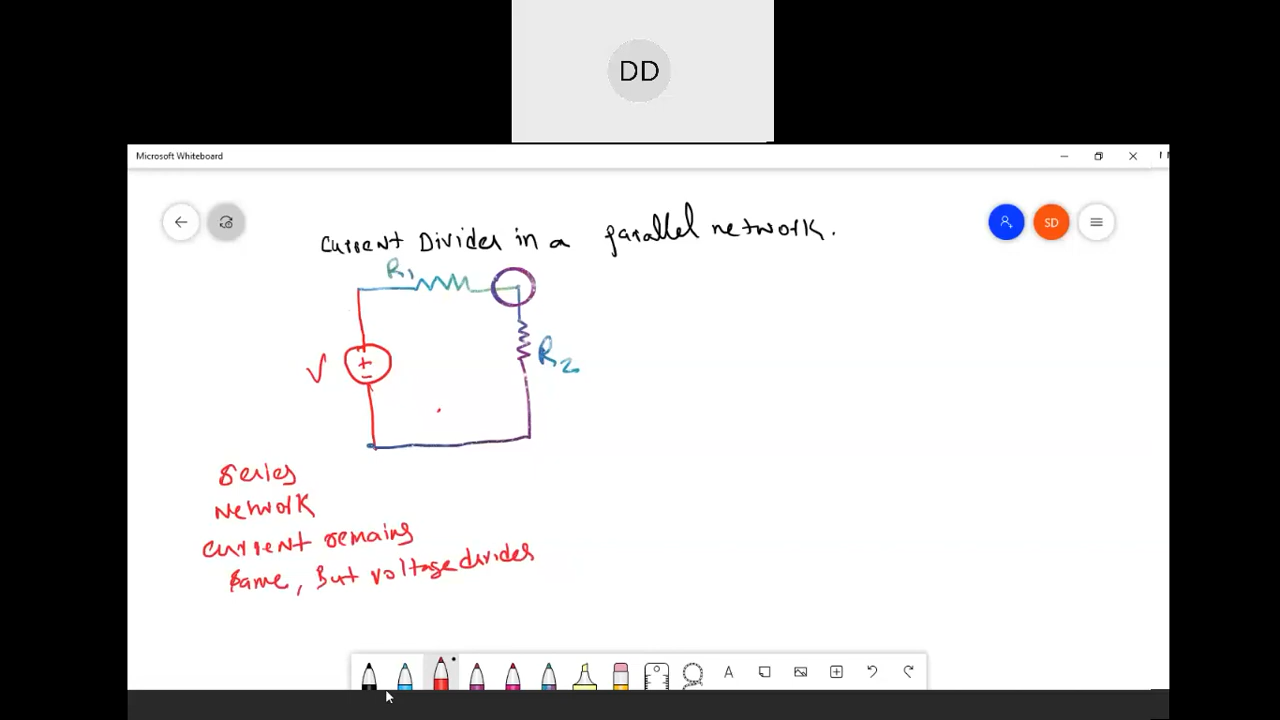 DD
Microsoft Whiteboard
SD
Current Divider in a parallel network.
R1
V
+
-
R2
Series
Network
Current remains
Same, But voltage divides
A